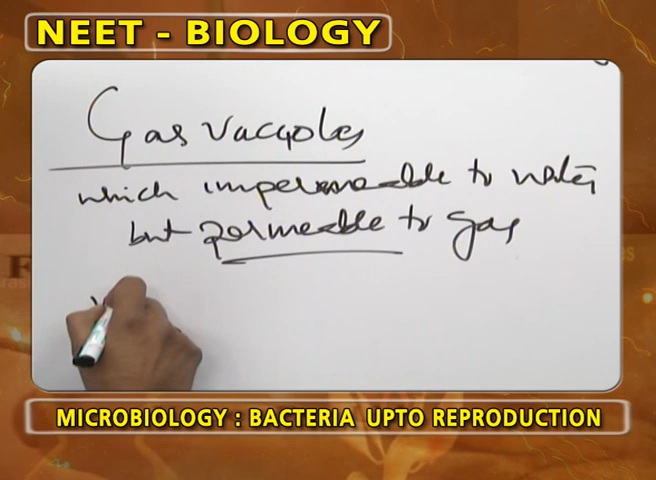 NEET - BIOLOGY
Gas vacuoles
which impermeable to water
but permeable to gas
MICROBIOLOGY : BACTERIA UPTO REPRODUCTION